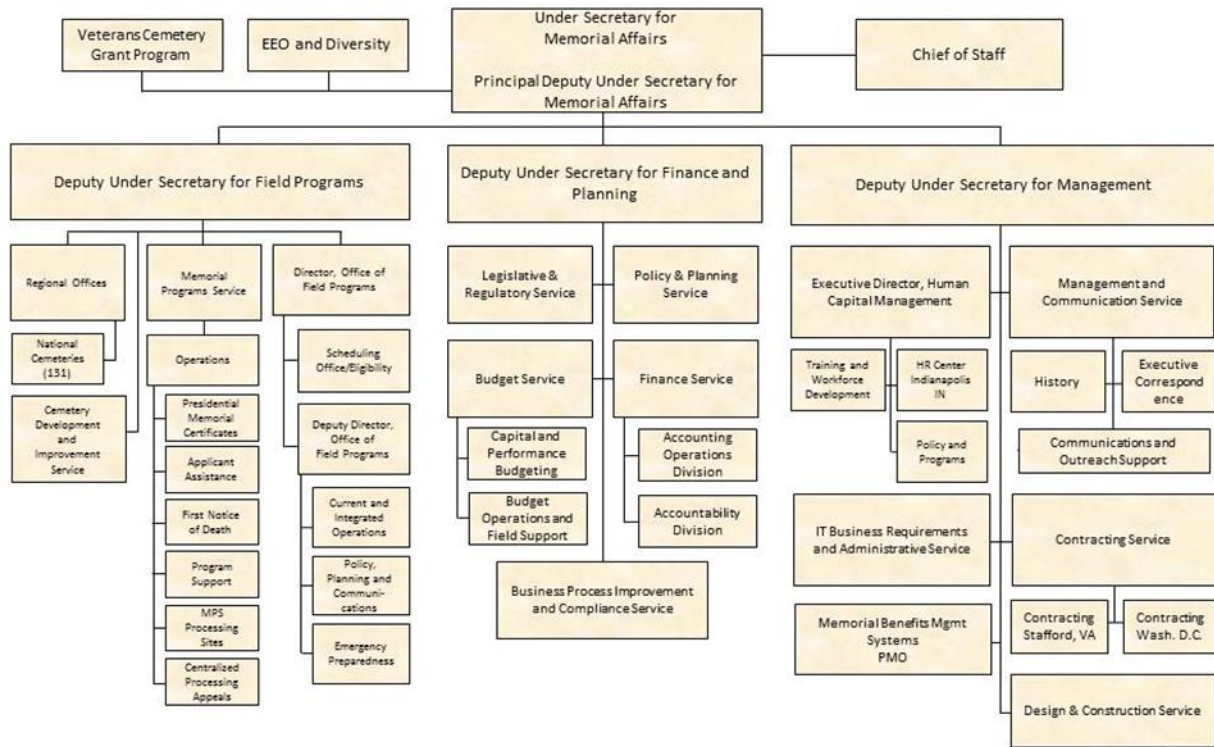 Veterans Cemetery
Grant Program
EEO and Diversity
Under Secretary for
Memorial Affairs
Principal Deputy Under Secretary for
Memorial Affairs
Chief of Staff
Deputy Under Secretary for Field Programs
Deputy Under Secretary for Finance and
Planning
Deputy Under Secretary for Management
Regional Offices
National
Cemeteries
(131)
Cemetery
Development
and
Improvement
Service
Memorial
Programs Service
Operations
Presidential
Memorial
Certificates
Applicant
Assistance
First Notice
of Death
Program
Support
MPS
Processing
Sites
Centralized
Processing
Appeals
Director, Office of
Field Programs
Scheduling
Office/Eligibility
Deputy Director,
Office of
Field Programs
Current and
Integrated
Operations
Policy,
Planning and
Communi-
cations
Emergency
Preparedness
Legislative &
Regulatory Service
Policy & Planning
Service
Budget Service
Finance Service
Capital and
Performance
Budgeting
Accounting
Operations
Division
Budget
Operations and
Field Support
Accountability
Division
Business Process Improvement
and Compliance Service
Executive Director, Human
Capital Management
Management and
Communication Service
Training and
Workforce
Development
HR Center
Indianapolis
IN
Policy and
Programs
History
Executive
Correspond
ence
Communications and
Outreach Support
IT Business Requirements
and Administrative Service
Contracting Service
Contracting
Stafford, VA
Contracting
Wash. D.C.
Memorial Benefits Mgmt
Systems
PMO
Design & Construction Service